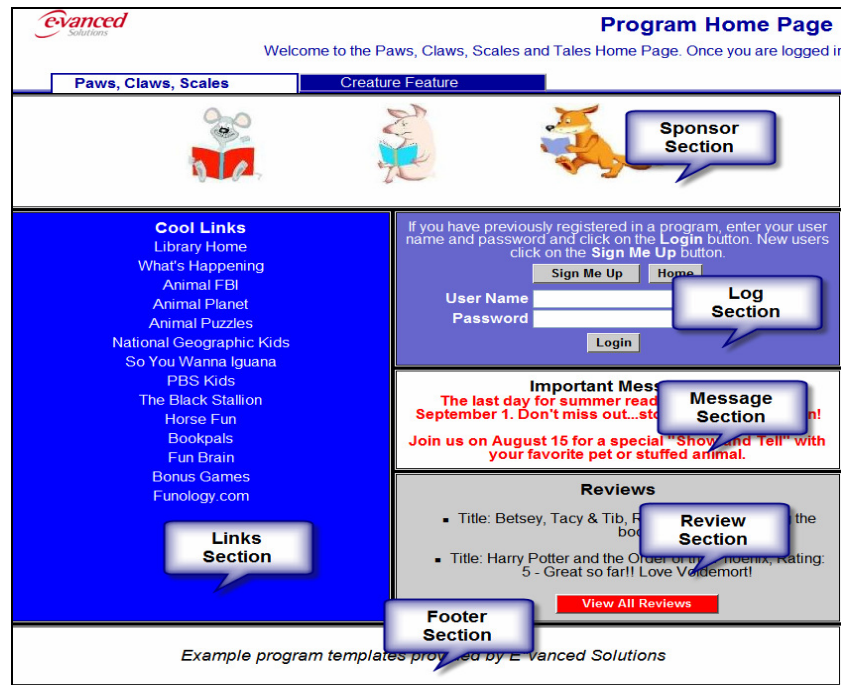 e·vanced
Solutions
Program Home Page
Welcome to the Paws, Claws, Scales and Tales Home Page. Once you are logged in
Paws, Claws, Scales
Creature Feature
Sponsor
Section
Cool Links
Library Home
What's Happening
Animal FBI
Animal Planet
Animal Puzzles
National Geographic Kids
So You Wanna Iguana
PBS Kids
The Black Stallion
Horse Fun
Bookpals
Fun Brain
Bonus Games
Funology.com
Links
Section
If you have previously registered in a program, enter your user
name and password and click on the Login button. New users
click on the Sign Me Up button.
Sign Me Up
Home
User Name
Password
Login
Log
Section
Important
The last day for summer
September 1. Don't miss out
Join us on August 15 for a special "Show and Tell" with
your favorite pet or stuffed animal.
Message
Section
Reviews
Title: Betsey, Tacy & Tib, the
Title: Harry Potter and the Order of the Phoenix, Rating:
5 - Great so far!! Love Voldemort!
View All Reviews
Review
Section
Footer
Section
Example program templates provided by E·vanced Solutions